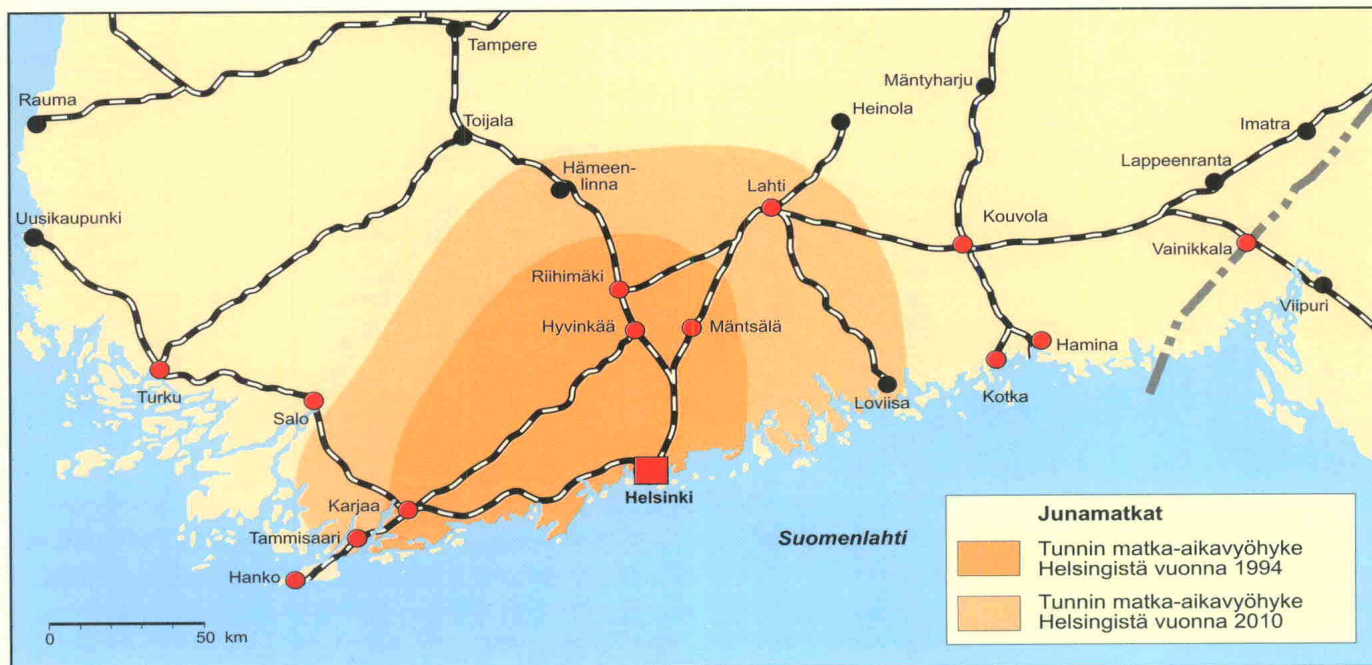 Tampere
Rauma
Toijala
Mäntyharju
Heinola
Imatra
Hämeen-
linna
Lappeenranta
Lahti
Uusikaupunki
Kouvola
Vainikkala
Riihimäki
Viipuri
Hyvinkää
Mäntsälä
Hamina
Turku
Salo
Loviisa
Kotka
Helsinki
Karjaa
Tammisaari
Suomenlahti
Hanko
0 50 km
Junamatkat
Tunnin matka-aikavyöhyke
Helsingistä vuonna 1994
Tunnin matka-aikavyöhyke
Helsingistä vuonna 2010